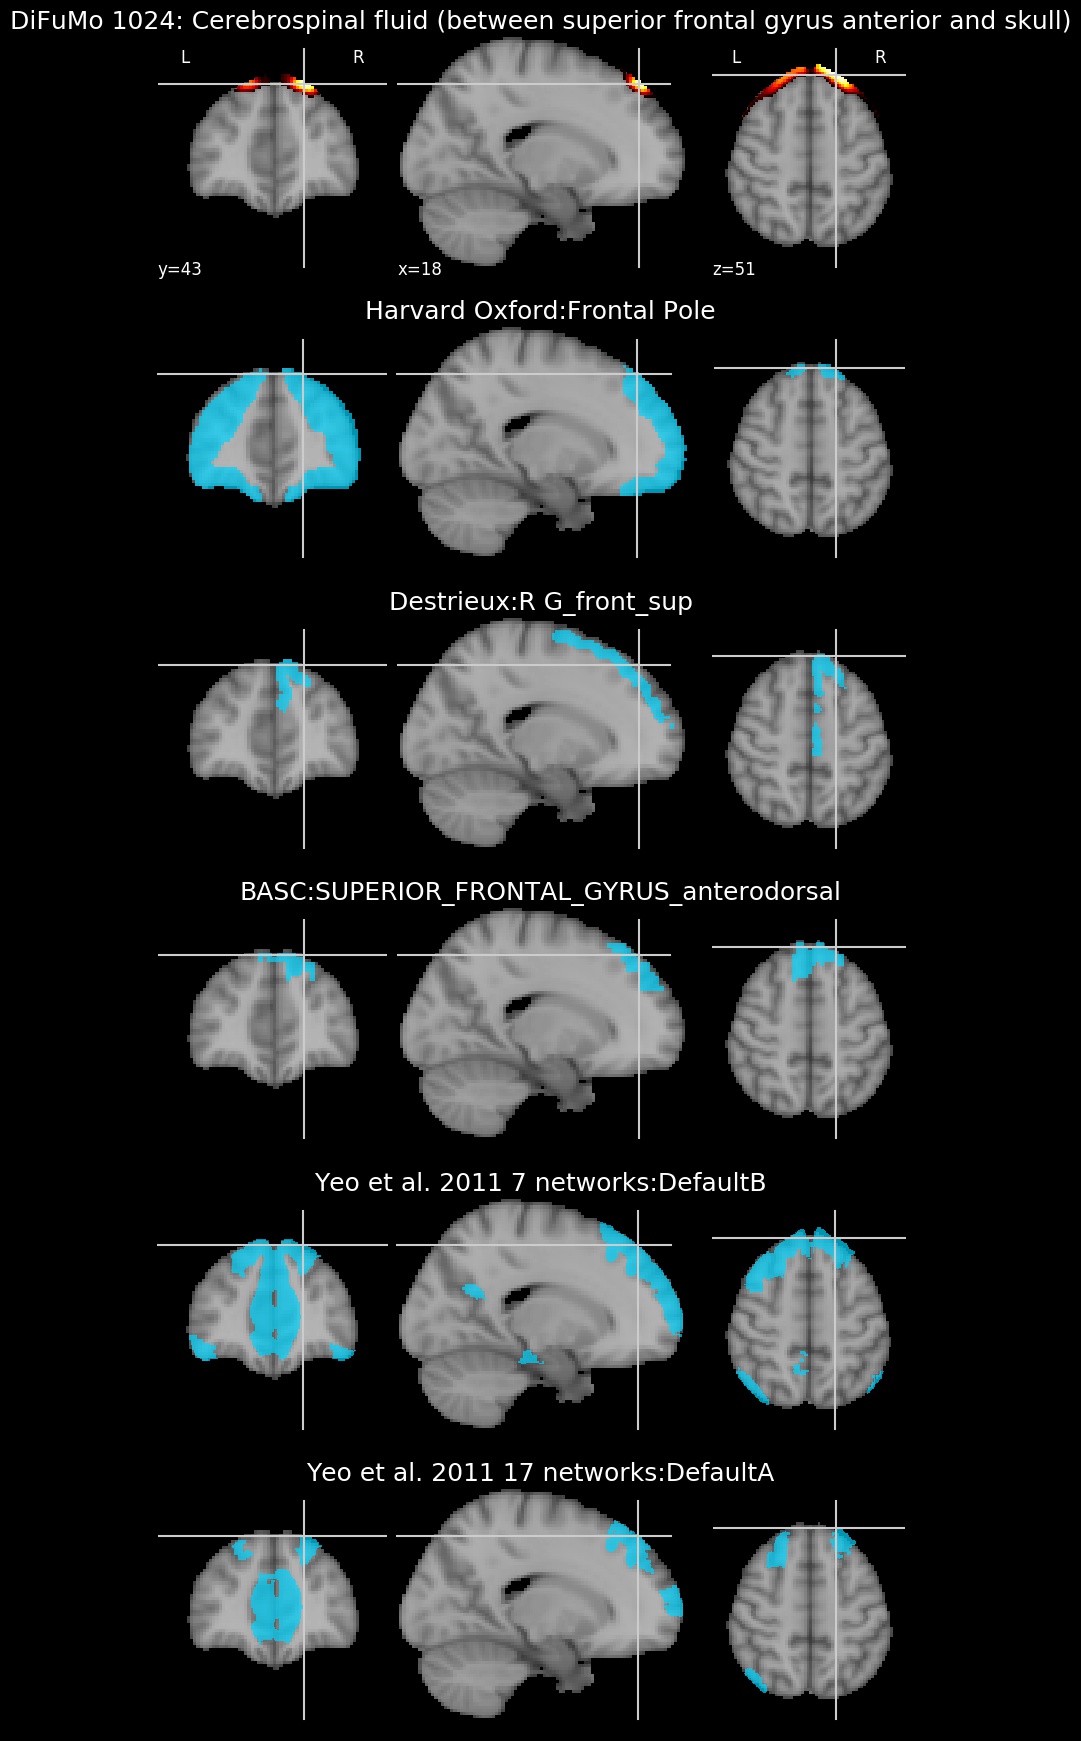 DiFuMo 1024: Cerebrospinal fluid (between superior frontal gyrus anterior and skull)
L R L R
y=43 x=18 z=51
Harvard Oxford:Frontal Pole
Destrieux:R G_front_sup
BASC:SUPERIOR_FRONTAL_GYRUS_anterodorsal
Yeo et al. 2011 7 networks:DefaultB
Yeo et al. 2011 17 networks:DefaultA